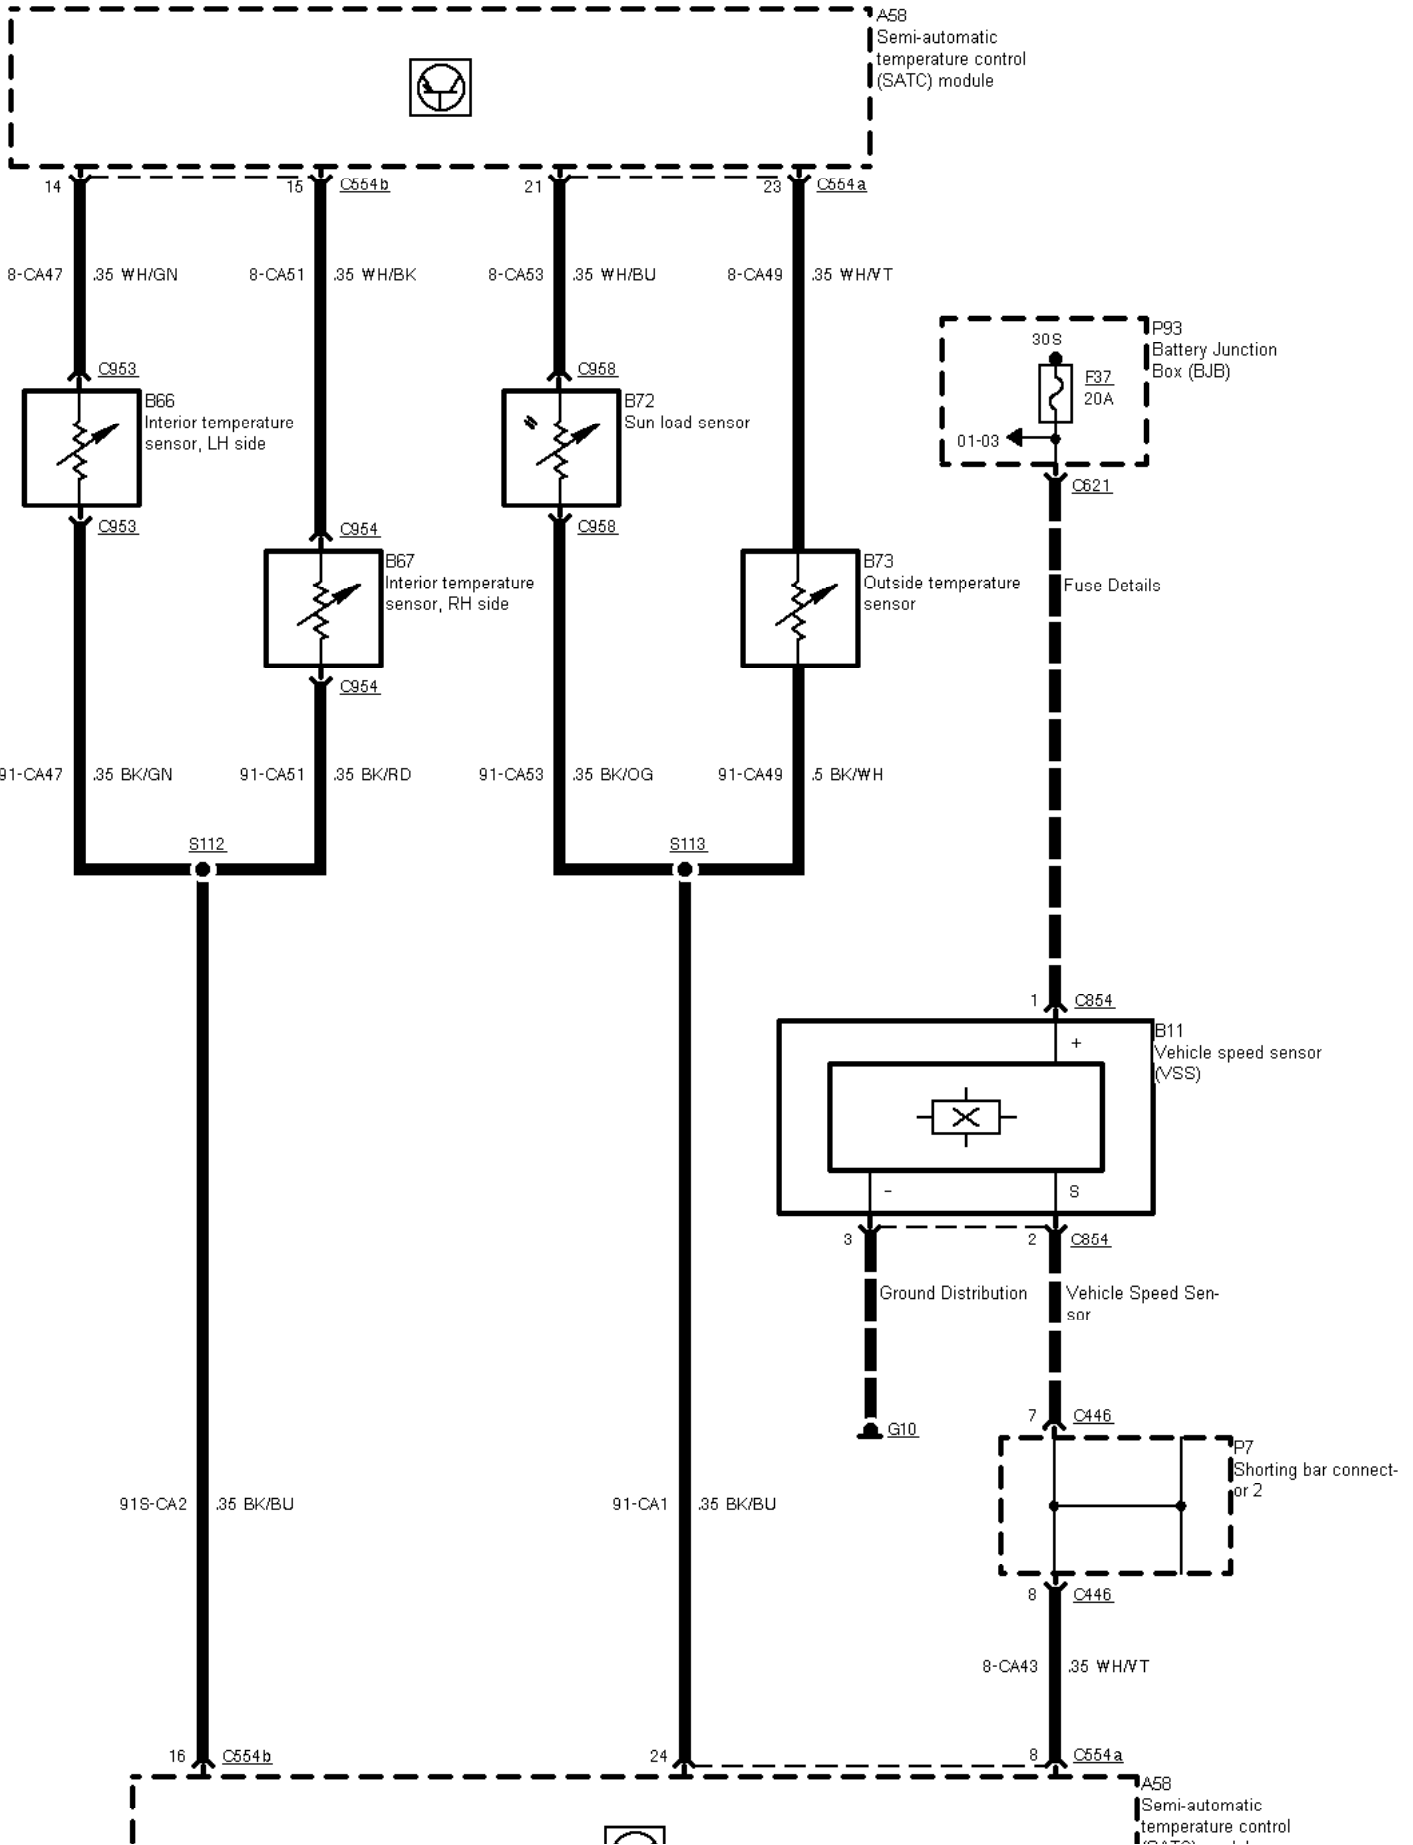 A58
Semi-automatic
temperature control
(SATC) module
14
15
C554b
21
23
C554a
8-CA47
.35 WH/GN
8-CA51
.35 WH/BK
8-CA53
.35 WH/BU
8-CA49
.35 WH/VT
P93
Battery Junction
Box (BJB)
30S
F37
20A
01-03
C621
C953
B66
Interior temperature
sensor, LH side
C953
C958
B72
Sun load sensor
C958
C954
B67
Interior temperature
sensor, RH side
C954
B73
Outside temperature
sensor
Fuse Details
91-CA47
.35 BK/GN
91-CA51
.35 BK/RD
91-CA53
.35 BK/OG
91-CA49
.5 BK/WH
S112
S113
1
C854
B11
Vehicle speed sensor
(VSS)
+
-
S
3
2
C854
Ground Distribution
Vehicle Speed Sen-
sor
G10
7
C446
P7
Shorting bar connect-
or 2
91S-CA2
.35 BK/BU
91-CA1
.35 BK/BU
8
C446
8-CA43
.35 WH/VT
16
C554b
24
8
C554a
A58
Semi-automatic
temperature control